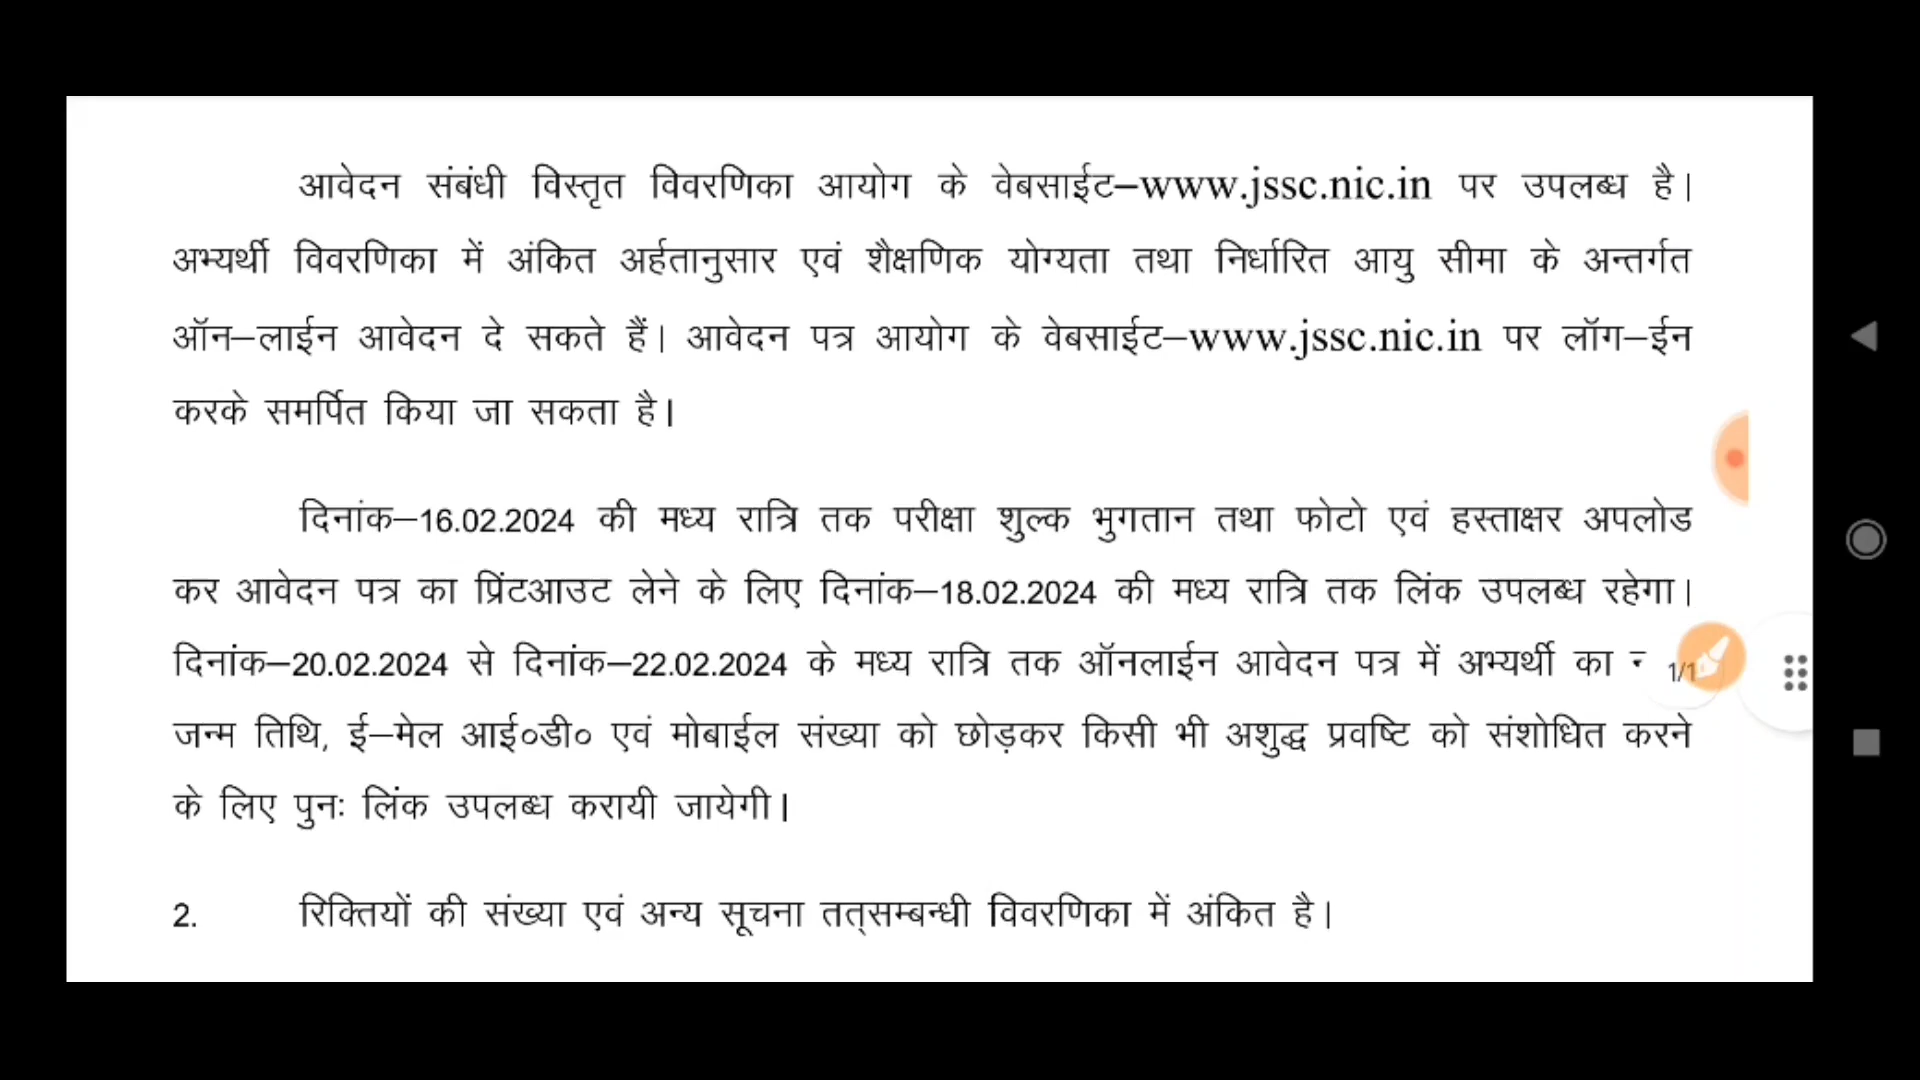 आवेदन संबंधी विस्तृत विवरणिका आयोग के वेबसाईट–www.jssc.nic.in पर उपलब्ध है।
अभ्यर्थी विवरणिका में अंकित अर्हतानुसार एवं शैक्षणिक योग्यता तथा निर्धारित आयु सीमा के अन्तर्गत
ऑन–लाईन आवेदन दे सकते हैं। आवेदन पत्र आयोग के वेबसाईट–www.jssc.nic.in पर लॉग–ईन
करके समर्पित किया जा सकता है।
दिनांक–16.02.2024 की मध्य रात्रि तक परीक्षा शुल्क भुगतान तथा फोटो एवं हस्ताक्षर अपलोड
कर आवेदन पत्र का प्रिंटआउट लेने के लिए दिनांक–18.02.2024 की मध्य रात्रि तक लिंक उपलब्ध रहेगा।
दिनांक–20.02.2024 से दिनांक–22.02.2024 के मध्य रात्रि तक ऑनलाईन आवेदन पत्र में अभ्यर्थी का
1/1
जन्म तिथि, ई–मेल आई०डी० एवं मोबाईल संख्या को छोड़कर किसी भी अशुद्ध प्रवष्टि को संशोधित करने
के लिए पुनः लिंक उपलब्ध करायी जायेगी।
2. रिक्तियों की संख्या एवं अन्य सूचना तत्सम्बन्धी विवरणिका में अंकित है।